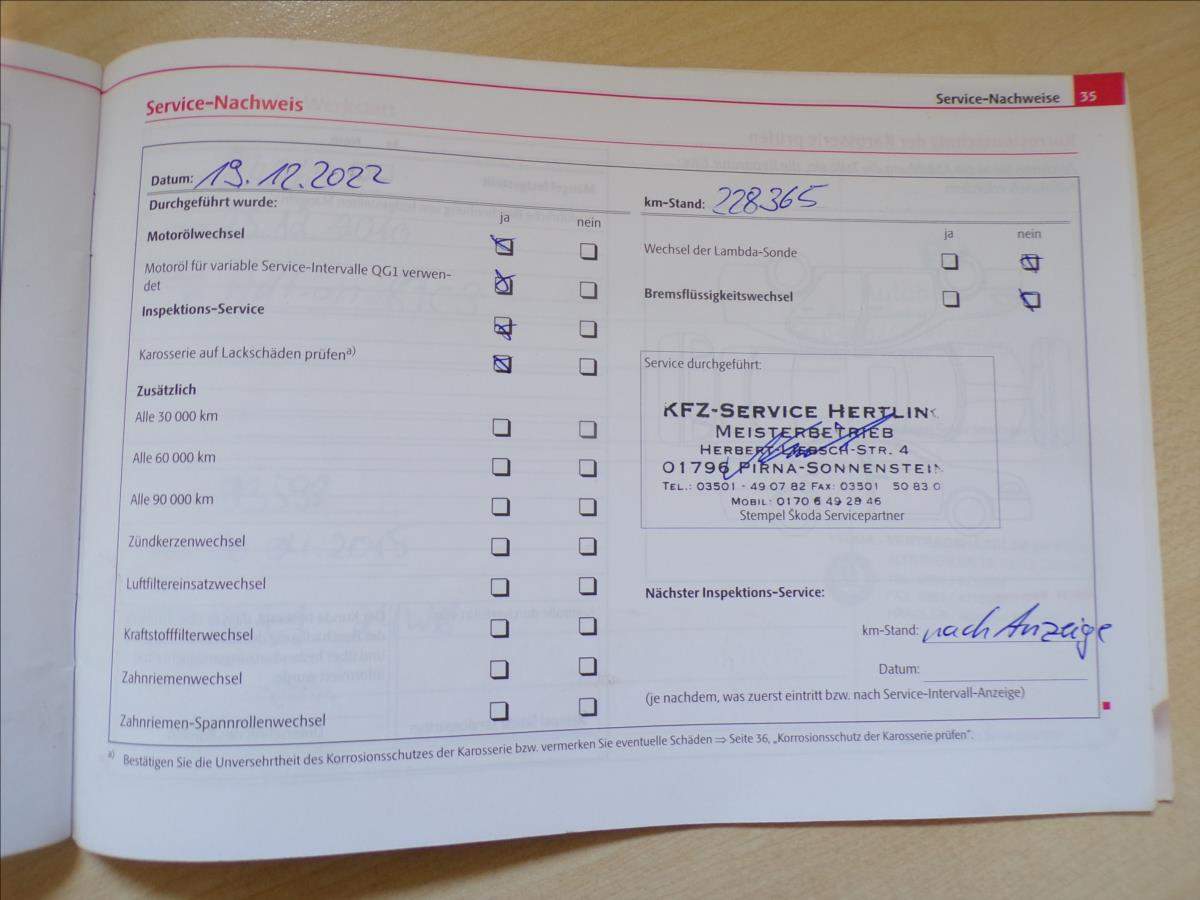 Service-Nachweise 35
Service-Nachweis
Datum: 19.12.2022
Durchgeführt wurde:
ja nein
Motorölwechsel
Motoröl für variable Service-Intervalle QG1 verwen-
det
Inspektions-Service
Karosserie auf Lackschäden prüfen a)
Zusätzlich
Alle 30 000 km
Alle 60 000 km
Alle 90 000 km
Zündkerzenwechsel
Luftfiltereinsatzwechsel
Kraftstofffilterwechsel
Zahnriemenwechsel
Zahnriemen-Spannrollenwechsel
km-Stand: 228365
ja nein
Wechsel der Lambda-Sonde
Bremsflüssigkeitswechsel
Service durchgeführt:
KFZ-Service Hertlin
Meisterbetrieb
Herbert-Liebsch-Str. 4
01796 Pirna-Sonnenstein
Tel.: 03501 - 49 07 82 Fax: 03501 50 83 0
Mobil: 0170 6 49 28 46
Stempel Škoda Servicepartner
Nächster Inspektions-Service:
km-Stand: nach Anzeige
Datum:
(je nachdem, was zuerst eintritt bzw. nach Service-Intervall-Anzeige)
a) Bestätigen Sie die Unversehrtheit des Korrosionsschutzes der Karosserie bzw. vermerken Sie eventuelle Schäden ⇒ Seite 36, „Korrosionsschutz der Karosserie prüfen“.